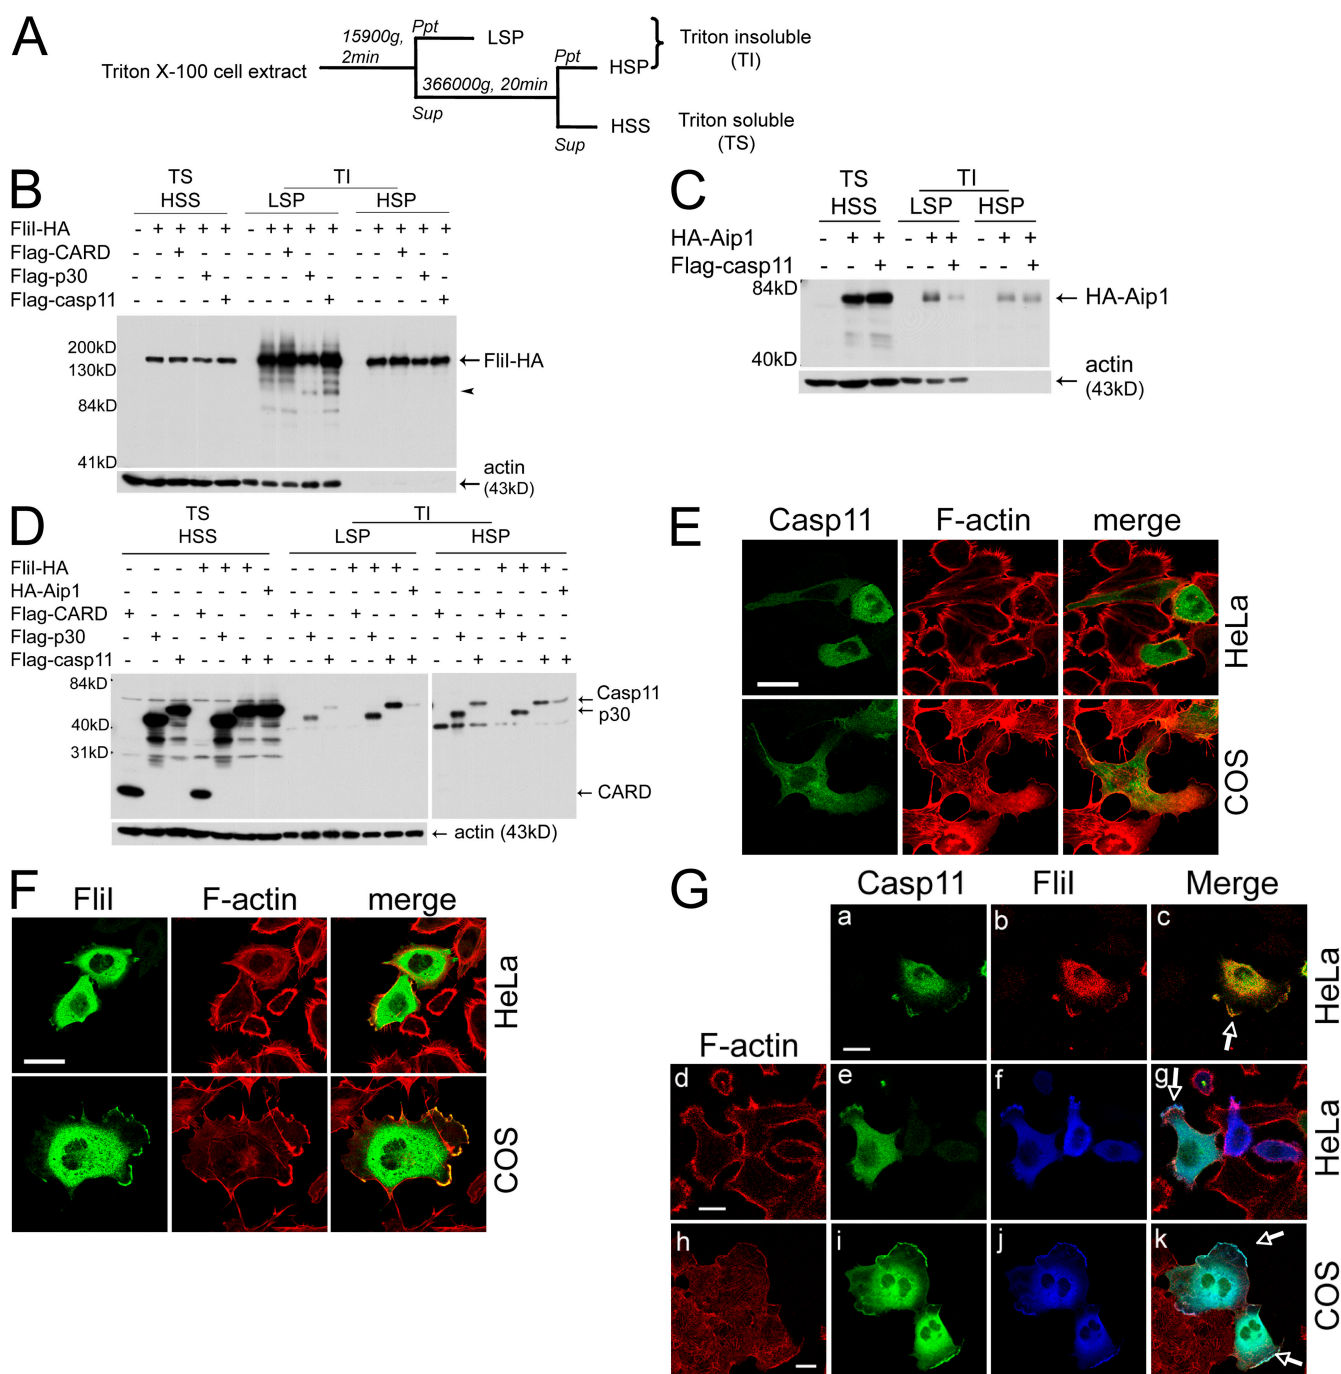 A
15900g,
2min
Ppt
LSP
Triton X-100 cell extract
366000g, 20min
Sup
Ppt
HSP
HSS
Sup
Triton insoluble
(TI)
Triton soluble
(TS)
B
TS TI
HSS LSP HSP
FliI-HA - + + + + - + + + + - + + + +
Flag-CARD - - + - - - - + - - - - + - -
Flag-p30 - - - + - - - - + - - - - + -
Flag-casp11 - - - - + - - - - + - - - - +
200kD
130kD
84kD
41kD
← FliI-HA
← actin
(43kD)
C
TS TI
HSS LSP HSP
HA-Aip1 - + + - + + - + +
Flag-casp11 - - + - - + - - +
84kD
40kD
← HA-Aip1
← actin
(43kD)
D
TS TI
HSS LSP HSP
FliI-HA - - - + + + - - - - + + + - - - - + + + -
HA-Aip1 - - - - - - + - - - - - - + - - - - - - +
Flag-CARD + - - + - - - + - - + - - - + - - + - - -
Flag-p30 - + - - + - - - + - - + - - - + - - + - -
Flag-casp11 - - + - - + + - - + - - + + - - + - - + +
84kD
40kD
31kD
← Casp11
← p30
← CARD
← actin (43kD)
E
Casp11 F-actin merge
HeLa
COS
F
FliI F-actin merge
HeLa
COS
G
Casp11 FliI Merge
a b c
HeLa
F-actin
d e f g
HeLa
h i j k
COS